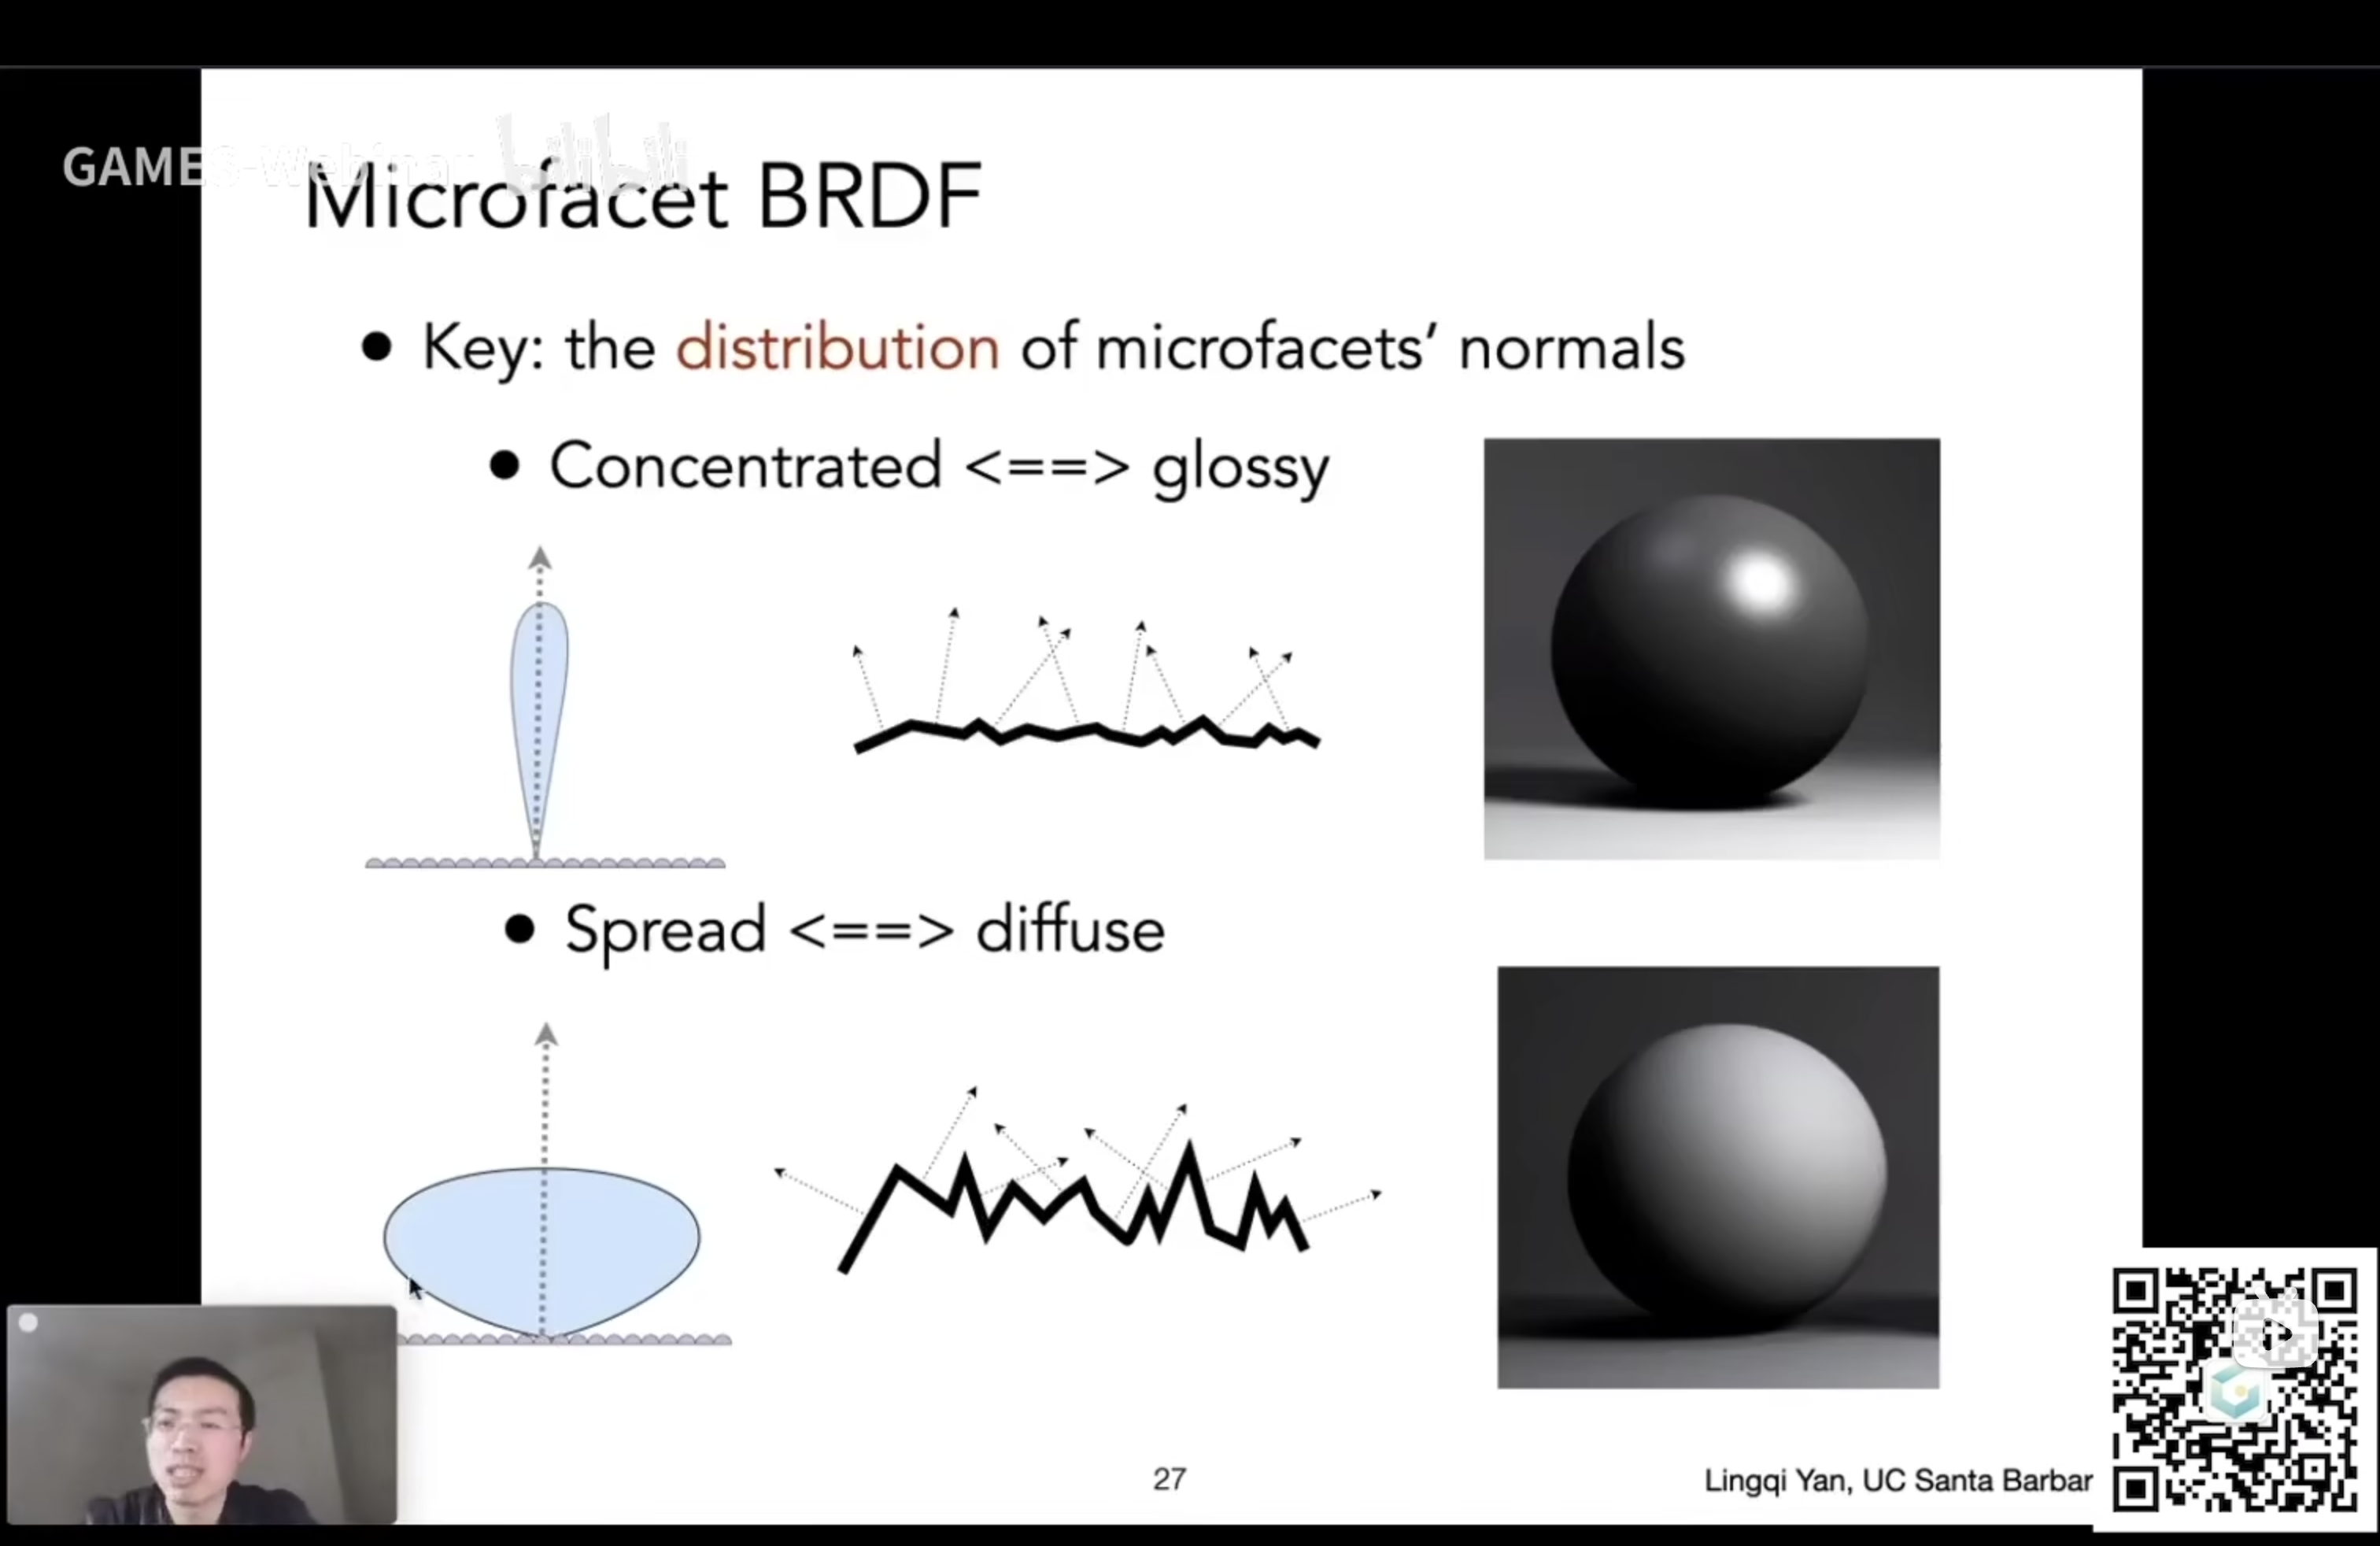 GAMES-Webinar bilibili
Microfacet BRDF
● Key: the distribution of microfacets’ normals
● Concentrated <==> glossy
● Spread <==> diffuse
27
Lingqi Yan, UC Santa Barbar